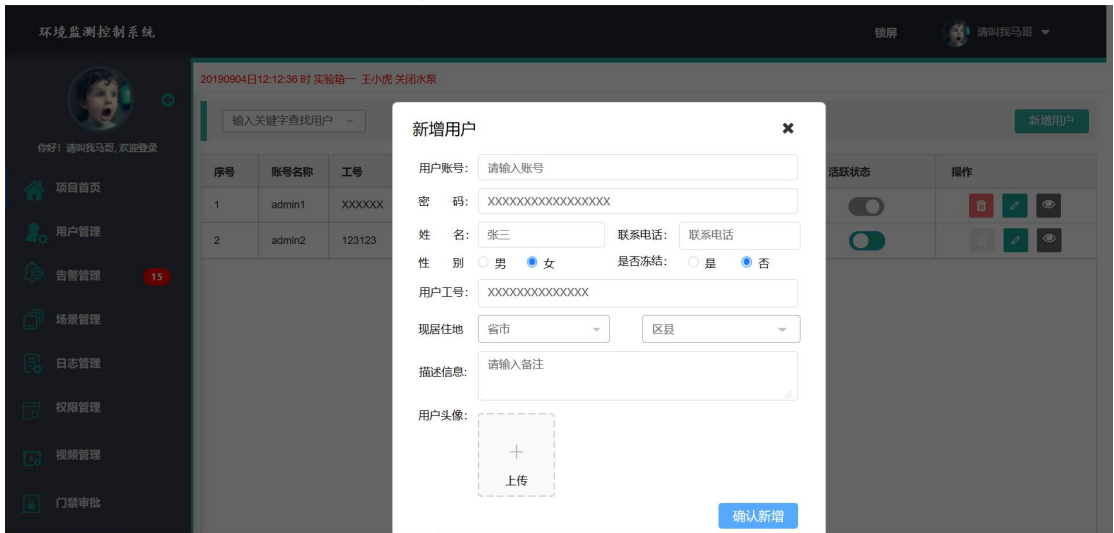 环境监测控制系统 锁屏 请叫我马哥
20190904日12:12:36 时 实验箱一 王小虎 关闭水泵
你好! 请叫我马哥, 欢迎登录
输入关键字查找用户 新增用户
序号 账号名称 工号 活跃状态 操作
1 admin1 XXXXXX
2 admin2 123123
项目首页
用户管理
告警管理 15
场景管理
日志管理
权限管理
视频管理
门禁审批
新增用户
用户账号: 请输入账号
密 码: XXXXXXXXXXXXXXXXX
姓 名: 张三 联系电话: 联系电话
性 别 男 女 是否冻结: 是 否
用户工号: XXXXXXXXXXXXXX
现居住地 省市 区县
描述信息: 请输入备注
用户头像:
上传
确认新增